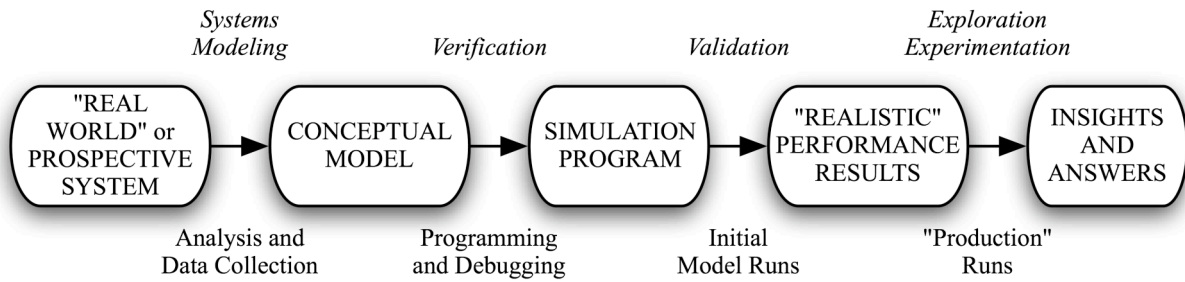 Systems
Modeling
Verification
Validation
Exploration
Experimentation
"REAL
WORLD" or
PROSPECTIVE
SYSTEM
CONCEPTUAL
MODEL
SIMULATION
PROGRAM
"REALISTIC"
PERFORMANCE
RESULTS
INSIGHTS
AND
ANSWERS
Analysis and
Data Collection
Programming
and Debugging
Initial
Model Runs
"Production"
Runs